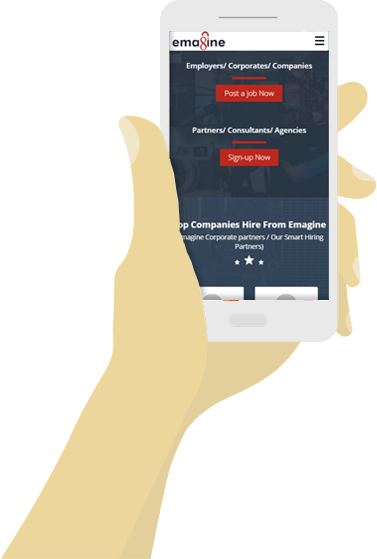 emagine
Employers/ Corporates/ Companies
Post a job Now
Partners/ Consultants/ Agencies
Sign-up Now
op Companies Hire From Emagine
magine Corporate partners / Our Smart Hiring
Partners)